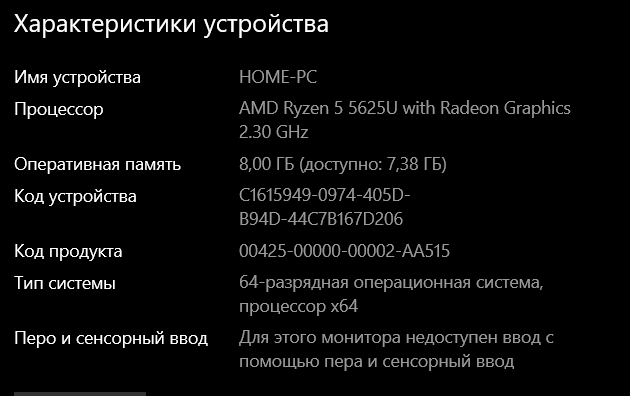 Характеристики устройства
Имя устройства HOME-PC
Процессор AMD Ryzen 5 5625U with Radeon Graphics
2.30 GHz
Оперативная память 8,00 ГБ (доступно: 7,38 ГБ)
Код устройства C1615949-0974-405D-
B94D-44C7B167D206
Код продукта 00425-00000-00002-AA515
Тип системы 64-разрядная операционная система,
процессор x64
Перо и сенсорный ввод Для этого монитора недоступен ввод с
помощью пера и сенсорный ввод